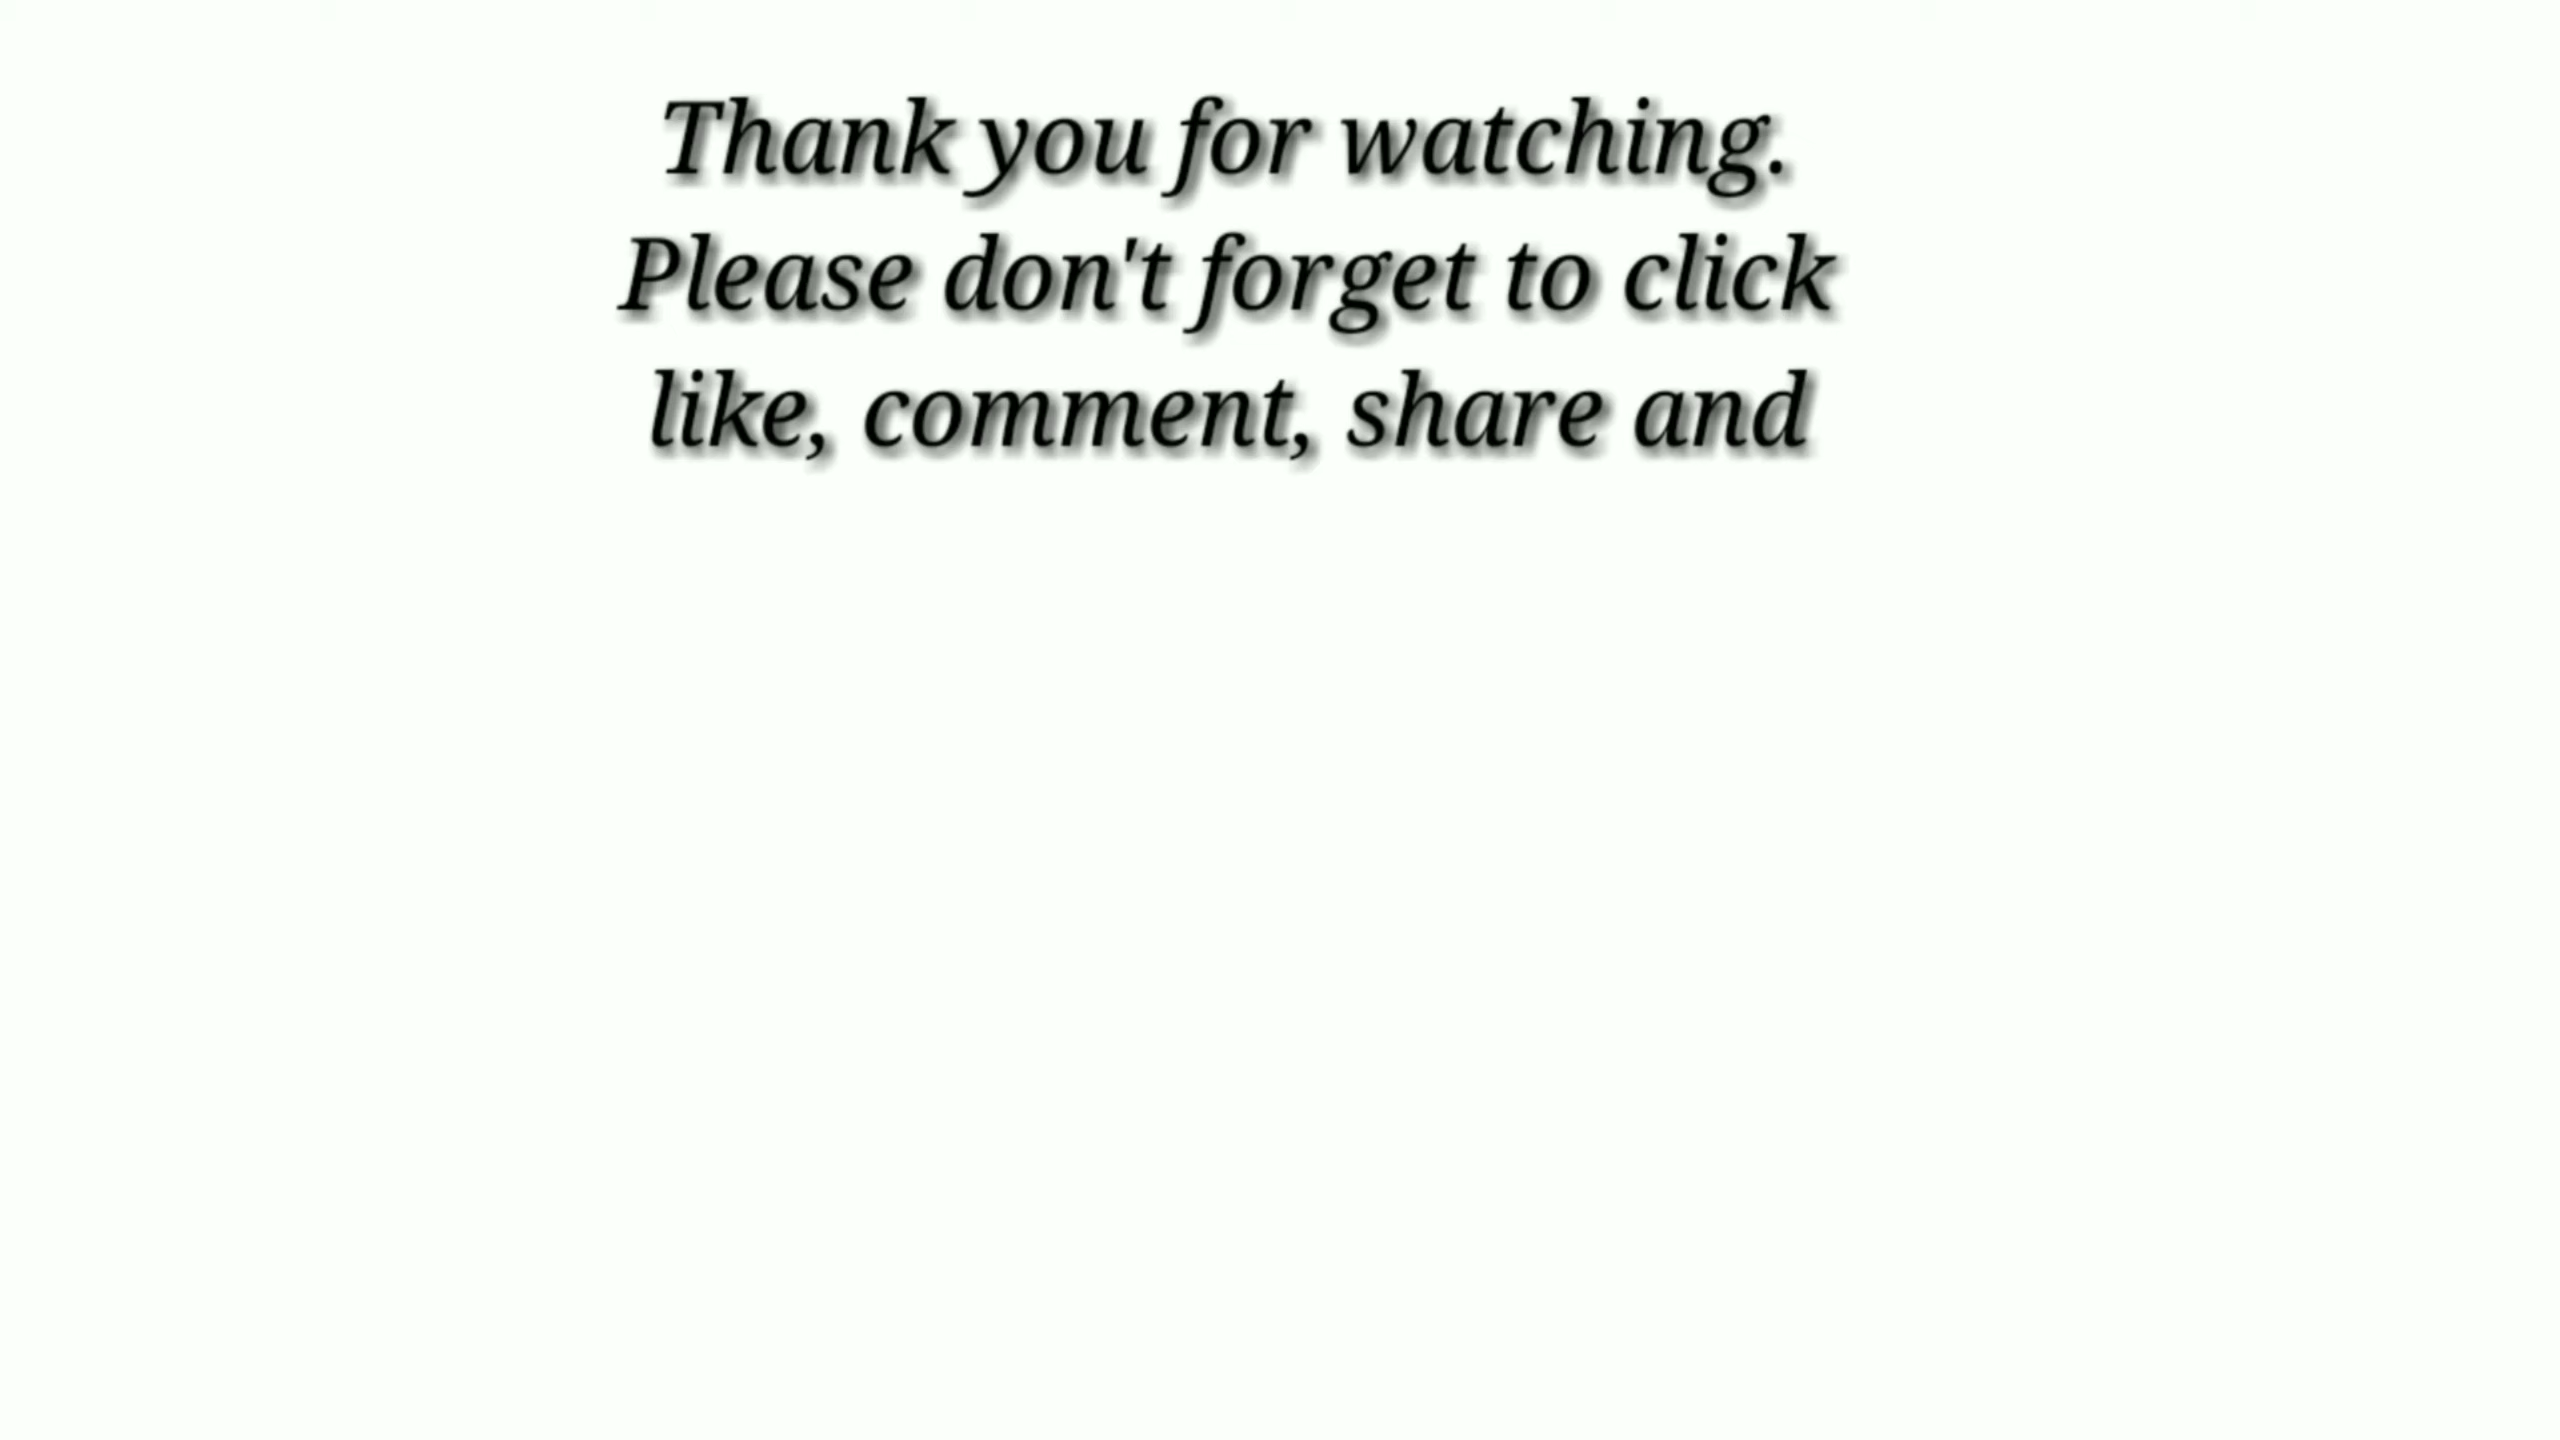 Thank you for watching.
Please don't forget to click
like, comment, share and